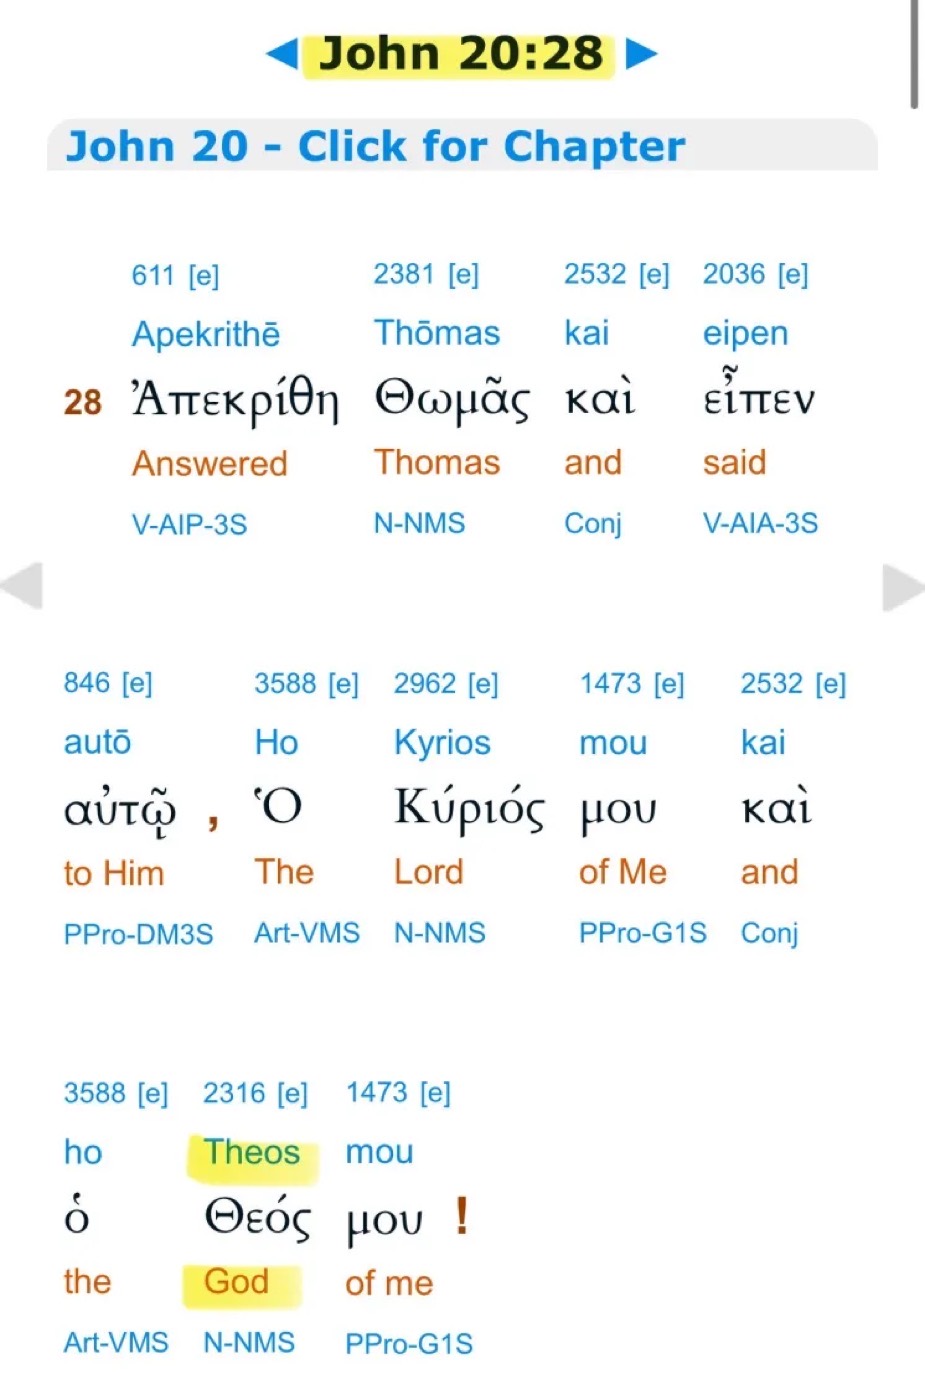 John 20:28
John 20 - Click for Chapter
611 [e] 2381 [e] 2532 [e] 2036 [e]
Apekrithē Thōmas kai eipen
28 Ἀπεκρίθη Θωμᾶς καὶ εἶπεν
Answered Thomas and said
V-AIP-3S N-NMS Conj V-AIA-3S
846 [e] 3588 [e] 2962 [e] 1473 [e] 2532 [e]
autō Ho Kyrios mou kai
αὐτῷ , Ὁ Κύριός μου καὶ
to Him The Lord of Me and
PPro-DM3S Art-VMS N-NMS PPro-G1S Conj
3588 [e] 2316 [e] 1473 [e]
ho Theos mou
ὁ Θεός μου !
the God of me
Art-VMS N-NMS PPro-G1S